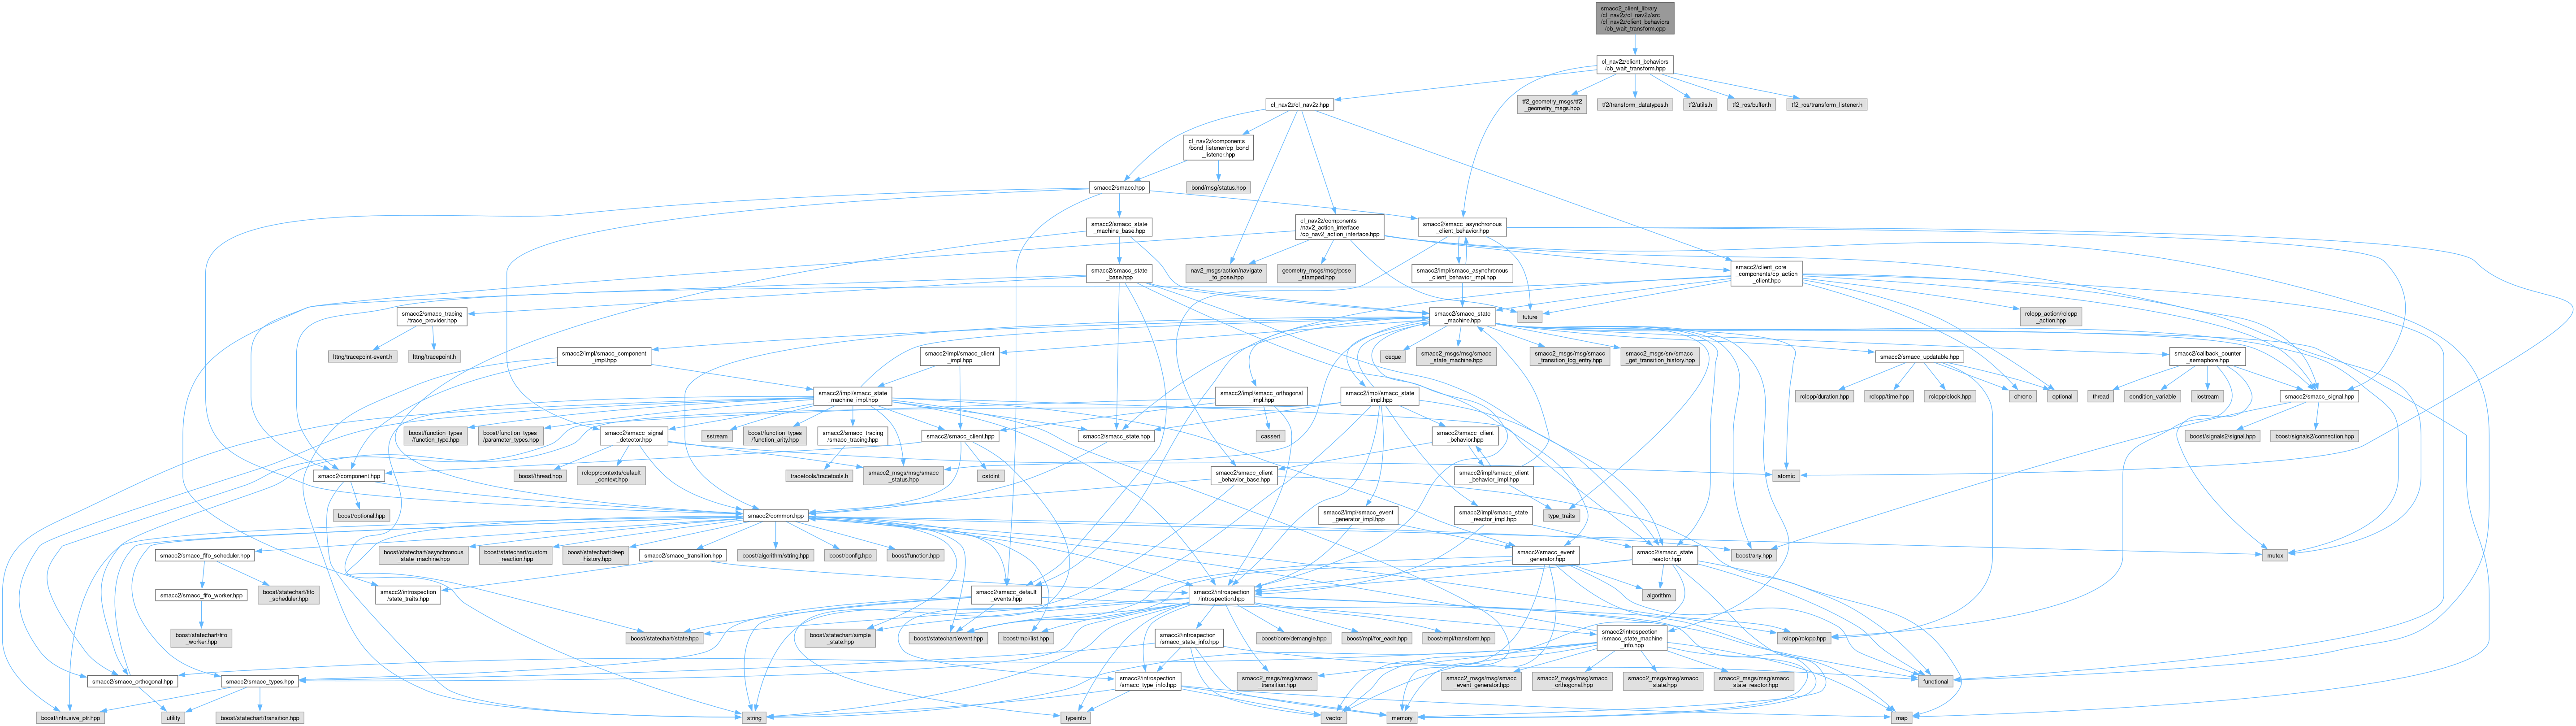 smacc2_client_library
/cl_nav2z/cl_nav2z/src
/cl_nav2z/client_behaviors
/cb_wait_transform.cpp
cl_nav2z/client_behaviors
/cb_wait_transform.hpp
cl_nav2z/cl_nav2z.hpp
tf2_geometry_msgs/tf2
_geometry_msgs.hpp
tf2/transform_datatypes.h
tf2/utils.h
tf2_ros/buffer.h
tf2_ros/transform_listener.h
cl_nav2z/components
/bond_listener/cp_bond
_listener.hpp
smacc2/smacc.hpp
bond/msg/status.hpp
smacc2/smacc_state
_machine_base.hpp
cl_nav2z/components
/nav2_action_interface
/cp_nav2_action_interface.hpp
smacc2/smacc_asynchronous
_client_behavior.hpp
smacc2/smacc_state
_base.hpp
nav2_msgs/action/navigate
_to_pose.hpp
geometry_msgs/msg/pose
_stamped.hpp
smacc2/impl/smacc_asynchronous
_client_behavior_impl.hpp
smacc2/client_core
_components/cp_action
_client.hpp
smacc2/smacc_tracing
/trace_provider.hpp
smacc2/smacc_state
_machine.hpp
future
rclcpp_action/rclcpp
_action.hpp
lttng/tracepoint-event.h
lttng/tracepoint.h
smacc2/impl/smacc_component
_impl.hpp
smacc2/impl/smacc_client
_impl.hpp
deque
smacc2_msgs/msg/smacc
_state_machine.hpp
smacc2_msgs/msg/smacc
_transition_log_entry.hpp
smacc2_msgs/srv/smacc
_get_transition_history.hpp
smacc2/smacc_updatable.hpp
smacc2/callback_counter
_semaphore.hpp
smacc2/impl/smacc_state
_machine_impl.hpp
smacc2/impl/smacc_orthogonal
_impl.hpp
smacc2/impl/smacc_state
_impl.hpp
rclcpp/duration.hpp
rclcpp/time.hpp
rclcpp/clock.hpp
chrono
optional
thread
condition_variable
iostream
smacc2/smacc_signal.hpp
boost/function_types
/function_type.hpp
boost/function_types
/parameter_types.hpp
smacc2/smacc_signal
_detector.hpp
sstream
boost/function_types
/function_arity.hpp
smacc2/smacc_tracing
/smacc_tracing.hpp
smacc2/smacc_client.hpp
smacc2/smacc_state.hpp
cassert
smacc2/smacc_client
_behavior.hpp
boost/signals2/signal.hpp
boost/signals2/connection.hpp
smacc2/component.hpp
boost/thread.hpp
rclcpp/contexts/default
_context.hpp
tracetools/tracetools.h
smacc2_msgs/msg/smacc
_status.hpp
cstdint
smacc2/smacc_client
_behavior_base.hpp
smacc2/impl/smacc_client
_behavior_impl.hpp
atomic
boost/optional.hpp
smacc2/common.hpp
smacc2/impl/smacc_event
_generator_impl.hpp
smacc2/impl/smacc_state
_reactor_impl.hpp
type_traits
smacc2/smacc_fifo_scheduler.hpp
boost/statechart/asynchronous
_state_machine.hpp
boost/statechart/custom
_reaction.hpp
boost/statechart/deep
_history.hpp
smacc2/smacc_transition.hpp
boost/algorithm/string.hpp
boost/config.hpp
boost/function.hpp
smacc2/smacc_event
_generator.hpp
smacc2/smacc_state
_reactor.hpp
boost/any.hpp
mutex
smacc2/smacc_fifo_worker.hpp
boost/statechart/fifo
_scheduler.hpp
smacc2/introspection
/state_traits.hpp
smacc2/smacc_default
_events.hpp
smacc2/introspection
/introspection.hpp
algorithm
boost/statechart/fifo
_worker.hpp
boost/statechart/state.hpp
boost/statechart/simple
_state.hpp
boost/statechart/event.hpp
boost/mpl/list.hpp
smacc2/introspection
/smacc_state_info.hpp
boost/core/demangle.hpp
boost/mpl/for_each.hpp
boost/mpl/transform.hpp
smacc2/introspection
/smacc_state_machine
_info.hpp
rclcpp/rclcpp.hpp
smacc2/smacc_orthogonal.hpp
smacc2/smacc_types.hpp
smacc2/introspection
/smacc_type_info.hpp
smacc2_msgs/msg/smacc
_transition.hpp
smacc2_msgs/msg/smacc
_event_generator.hpp
smacc2_msgs/msg/smacc
_orthogonal.hpp
smacc2_msgs/msg/smacc
_state.hpp
smacc2_msgs/msg/smacc
_state_reactor.hpp
functional
boost/intrusive_ptr.hpp
utility
boost/statechart/transition.hpp
string
typeinfo
vector
memory
map